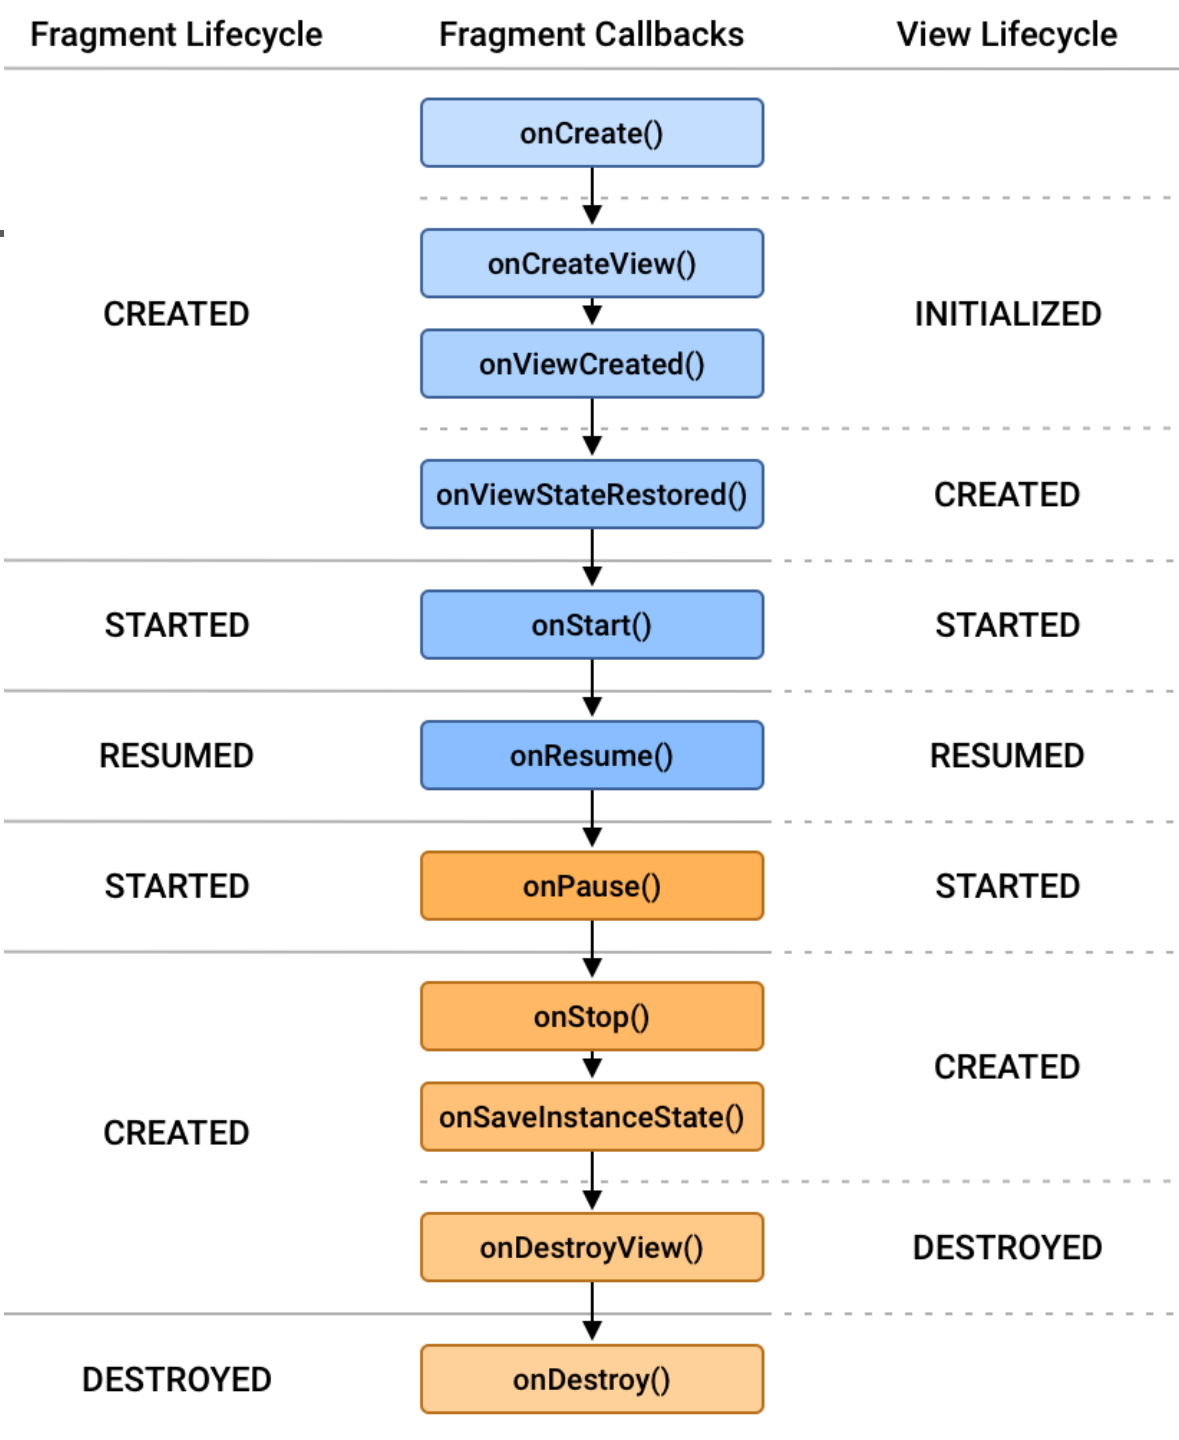 Fragment Lifecycle Fragment Callbacks View Lifecycle
onCreate()
onCreateView()
CREATED INITIALIZED
onViewCreated()
onViewStateRestored() CREATED
STARTED onStart() STARTED
RESUMED onResume() RESUMED
STARTED onPause() STARTED
onStop()
CREATED
onSaveInstanceState()
CREATED
onDestroyView() DESTROYED
DESTROYED onDestroy()